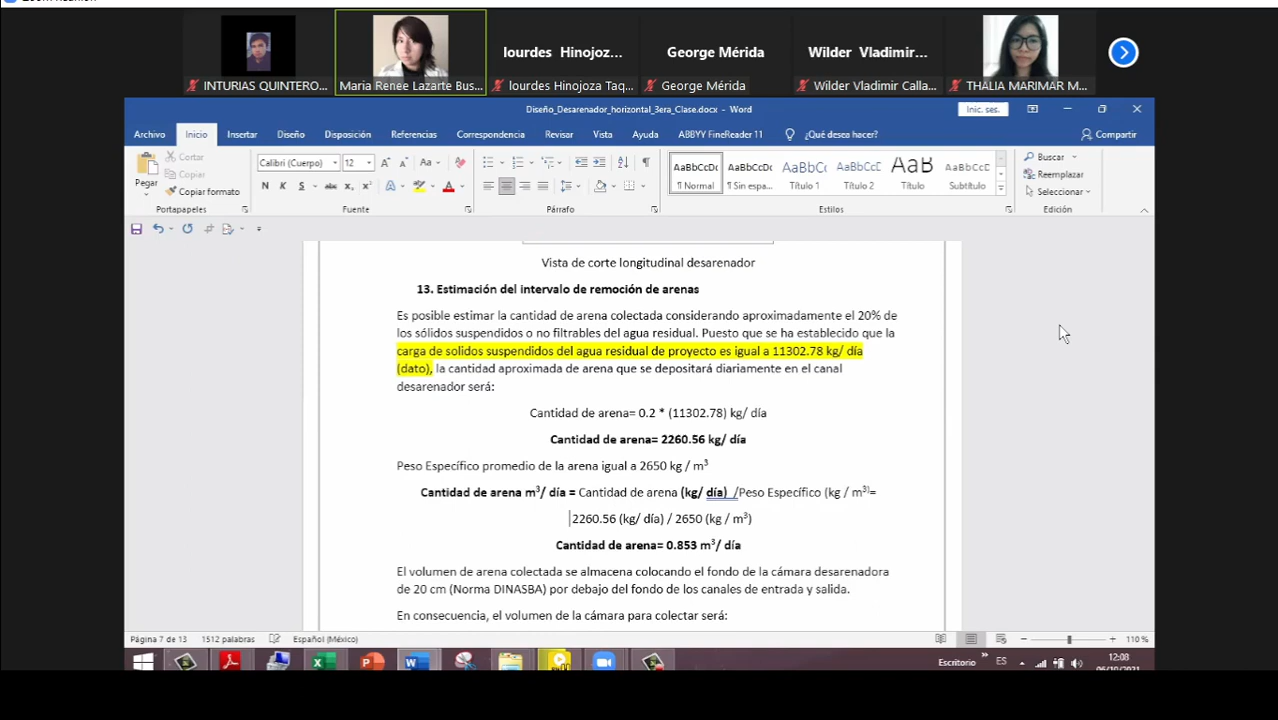 Zoom Reunión
lourdes Hinojoza... George Mérida Wilder Vladimir...
INTURIAS QUINTERO... Maria Renee Lazarte Bus... lourdes Hinojoza Taq... George Mérida Wilder Vladimir Calla... THALIA MARIMAR M...
Diseño_Desarenador_horizontal_3era_Clase.docx - Word Inic. ses.
Archivo Inicio Insertar Diseño Disposición Referencias Correspondencia Revisar Vista Ayuda ABBYY FineReader 11 ¿Qué desea hacer? Compartir
Pegar Cortar Copiar Copiar formato
Calibri (Cuerpo) 12 A A Aa
N K S abc x₂ x² A A
AaBbCcDc AaBbCcDc AaBbCc AaBbCcD AaB AaBbCcD
¶ Normal ¶ Sin espa... Título 1 Título 2 Título Subtítulo
Buscar
Reemplazar
Seleccionar
Portapapeles Fuente Párrafo Estilos Edición
Vista de corte longitudinal desarenador
13. Estimación del intervalo de remoción de arenas
Es posible estimar la cantidad de arena colectada considerando aproximadamente el 20% de
los sólidos suspendidos o no filtrables del agua residual. Puesto que se ha establecido que la
carga de solidos suspendidos del agua residual de proyecto es igual a 11302.78 kg/ día
(dato), la cantidad aproximada de arena que se depositará diariamente en el canal
desarenador será:
Cantidad de arena= 0.2 * (11302.78) kg/ día
Cantidad de arena= 2260.56 kg/ día
Peso Específico promedio de la arena igual a 2650 kg / m³
Cantidad de arena m³/ día = Cantidad de arena (kg/ día) /Peso Específico (kg / m³⁾=
2260.56 (kg/ día) / 2650 (kg / m³)
Cantidad de arena= 0.853 m³/ día
El volumen de arena colectada se almacena colocando el fondo de la cámara desarenadora
de 20 cm (Norma DINASBA) por debajo del fondo de los canales de entrada y salida.
En consecuencia, el volumen de la cámara para colectar será:
Página 7 de 13 1512 palabras Español (México) 110 %
Escritorio ES 12:08
06/10/2021